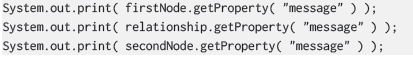 System.out.print( firstNode.getProperty( "message" ) );
System.out.print( relationship.getProperty( "message" ) );
System.out.print( secondNode.getProperty( "message" ) );